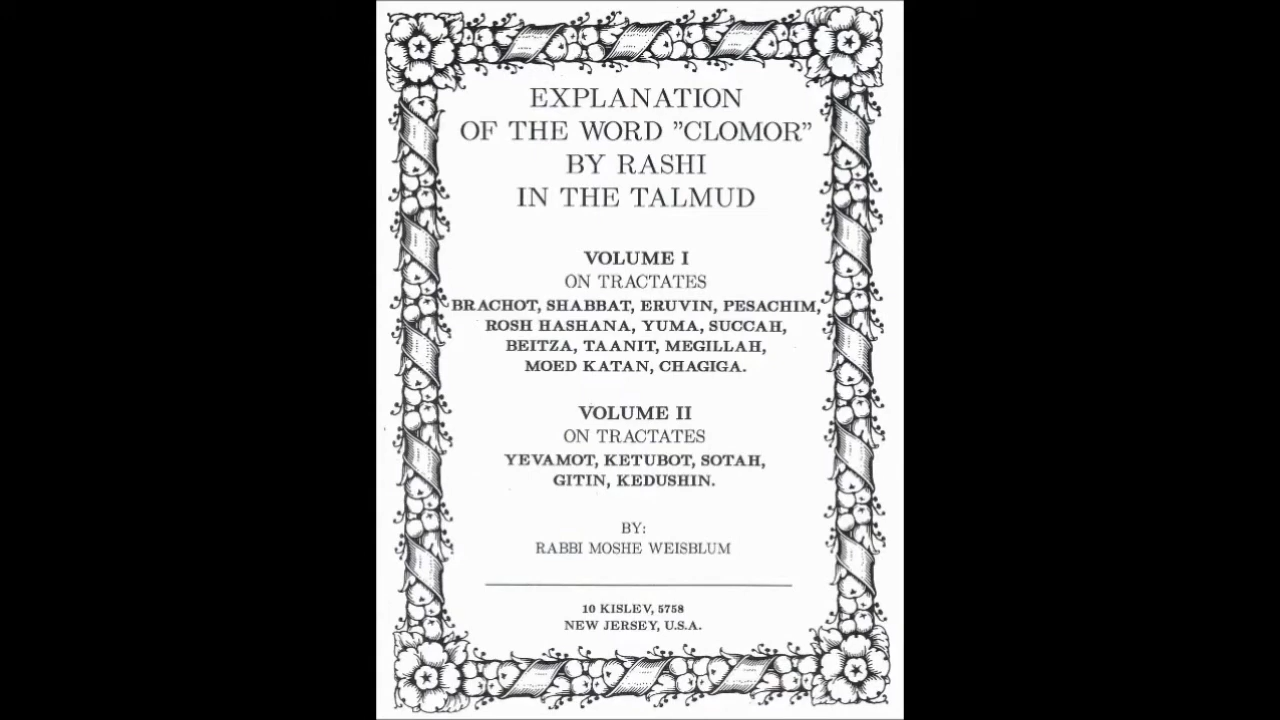 EXPLANATION
OF THE WORD "CLOMOR"
BY RASHI
IN THE TALMUD
VOLUME I
ON TRACTATES
BRACHOT, SHABBAT, ERUVIN, PESACHIM,
ROSH HASHANA, YUMA, SUCCAH,
BEITZA, TAANIT, MEGILLAH,
MOED KATAN, CHAGIGA.
VOLUME II
ON TRACTATES
YEVAMOT, KETUBOT, SOTAH,
GITIN, KEDUSHIN.
BY:
RABBI MOSHE WEISBLUM
10 KISLEV, 5758
NEW JERSEY, U.S.A.